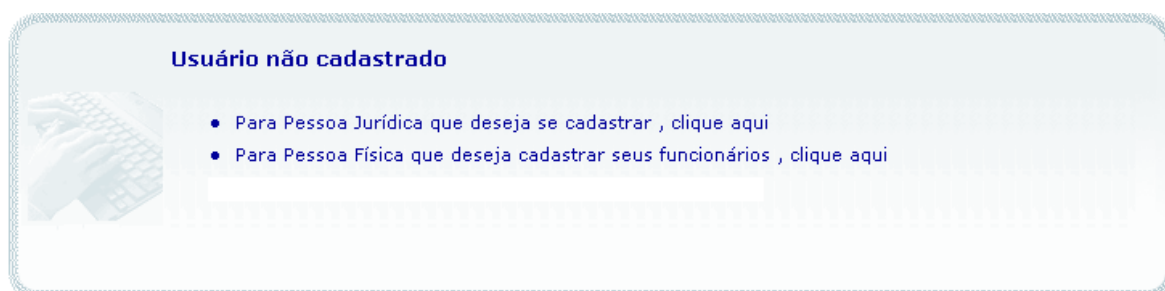 Usuário não cadastrado
• Para Pessoa Jurídica que deseja se cadastrar , clique aqui
• Para Pessoa Física que deseja cadastrar seus funcionários , clique aqui